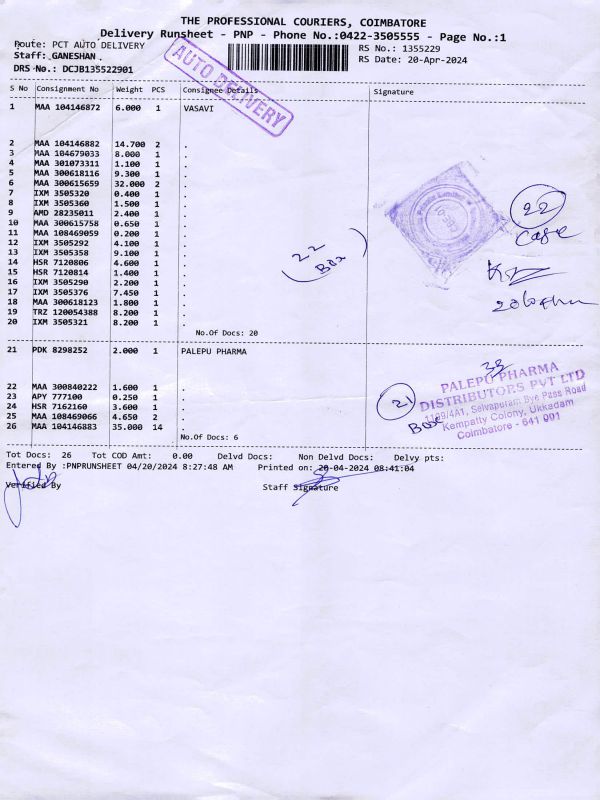 THE PROFESSIONAL COURIERS, COIMBATORE
Delivery Runsheet - PNP - Phone No.:0422-3505555 - Page No.:1
Route: PCT AUTO DELIVERY
Staff: GANESHAN .
DRS No.: DCJB135522901
RS No.: 1355229
RS Date: 20-Apr-2024
AUTO DELIVERY
S No Consignment No Weight PCS Consignee Details Signature
1 MAA 104146872 6.000 1 VASAVI
2 MAA 104146882 14.700 2 .
3 MAA 104679033 8.000 1 .
4 MAA 301073311 1.100 1 .
5 MAA 300618116 9.300 1 .
6 MAA 300615659 32.000 2 .
7 IXM 3505320 0.400 1 .
8 IXM 3505360 1.500 1 .
9 AMD 28235011 2.400 1 .
10 MAA 300615758 0.650 1 .
11 MAA 108469059 0.200 1 .
12 IXM 3505292 4.100 1 .
13 IXM 3505358 9.100 1 .
14 HSR 7120806 4.600 1 .
15 HSR 7120814 1.400 1 .
16 IXM 3505290 2.200 1 .
17 IXM 3505376 7.450 1 .
18 MAA 300618123 1.800 1 .
19 TRZ 120054388 8.200 1 .
20 IXM 3505321 8.200 1 .
22
Box
22
Case
No.Of Docs: 20
21 PDK 8298252 2.000 1 PALEPU PHARMA
22 MAA 300840222 1.600 1 .
23 APY 777100 0.250 1 .
24 HSR 7162160 3.600 1 .
25 MAA 108469066 4.650 2 .
26 MAA 104146883 35.000 14 .
No.Of Docs: 6
21
Box
PALEPU PHARMA
DISTRIBUTORS PVT LTD
1199/4A1, Selvapuram Bye Pass Road
Kempatty Colony, Ukkadam
Coimbatore - 641 001
Tot Docs: 26 Tot COD Amt: 0.00 Delvd Docs: Non Delvd Docs: Delvy pts:
Entered By :PNPRUNSHEET 04/20/2024 8:27:48 AM Printed on: 20-04-2024 08:41:04
Verified By Staff Signature